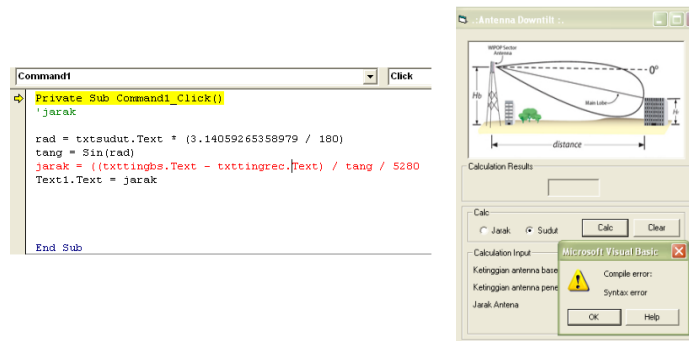 Command1
Click
Private Sub Command1_Click()
'jarak
rad = txtsudut.Text * (3.14059265358979 / 180)
tang = Sin(rad)
jarak = ((txttingbs.Text - txttingrec.Text) / tang / 5280
Text1.Text = jarak
End Sub
.:Antenna Downtilt :.
WIPOP Sector
Antenna
0°
Hb
Main Lobe
distance
Calculation Results
Calc
Jarak Sudut Calc Clear
Calculation Input
Microsoft Visual Basic
Ketinggian antenna base
Compile error:
Ketinggian antenna pene
Syntax error
Jarak Antena
OK Help